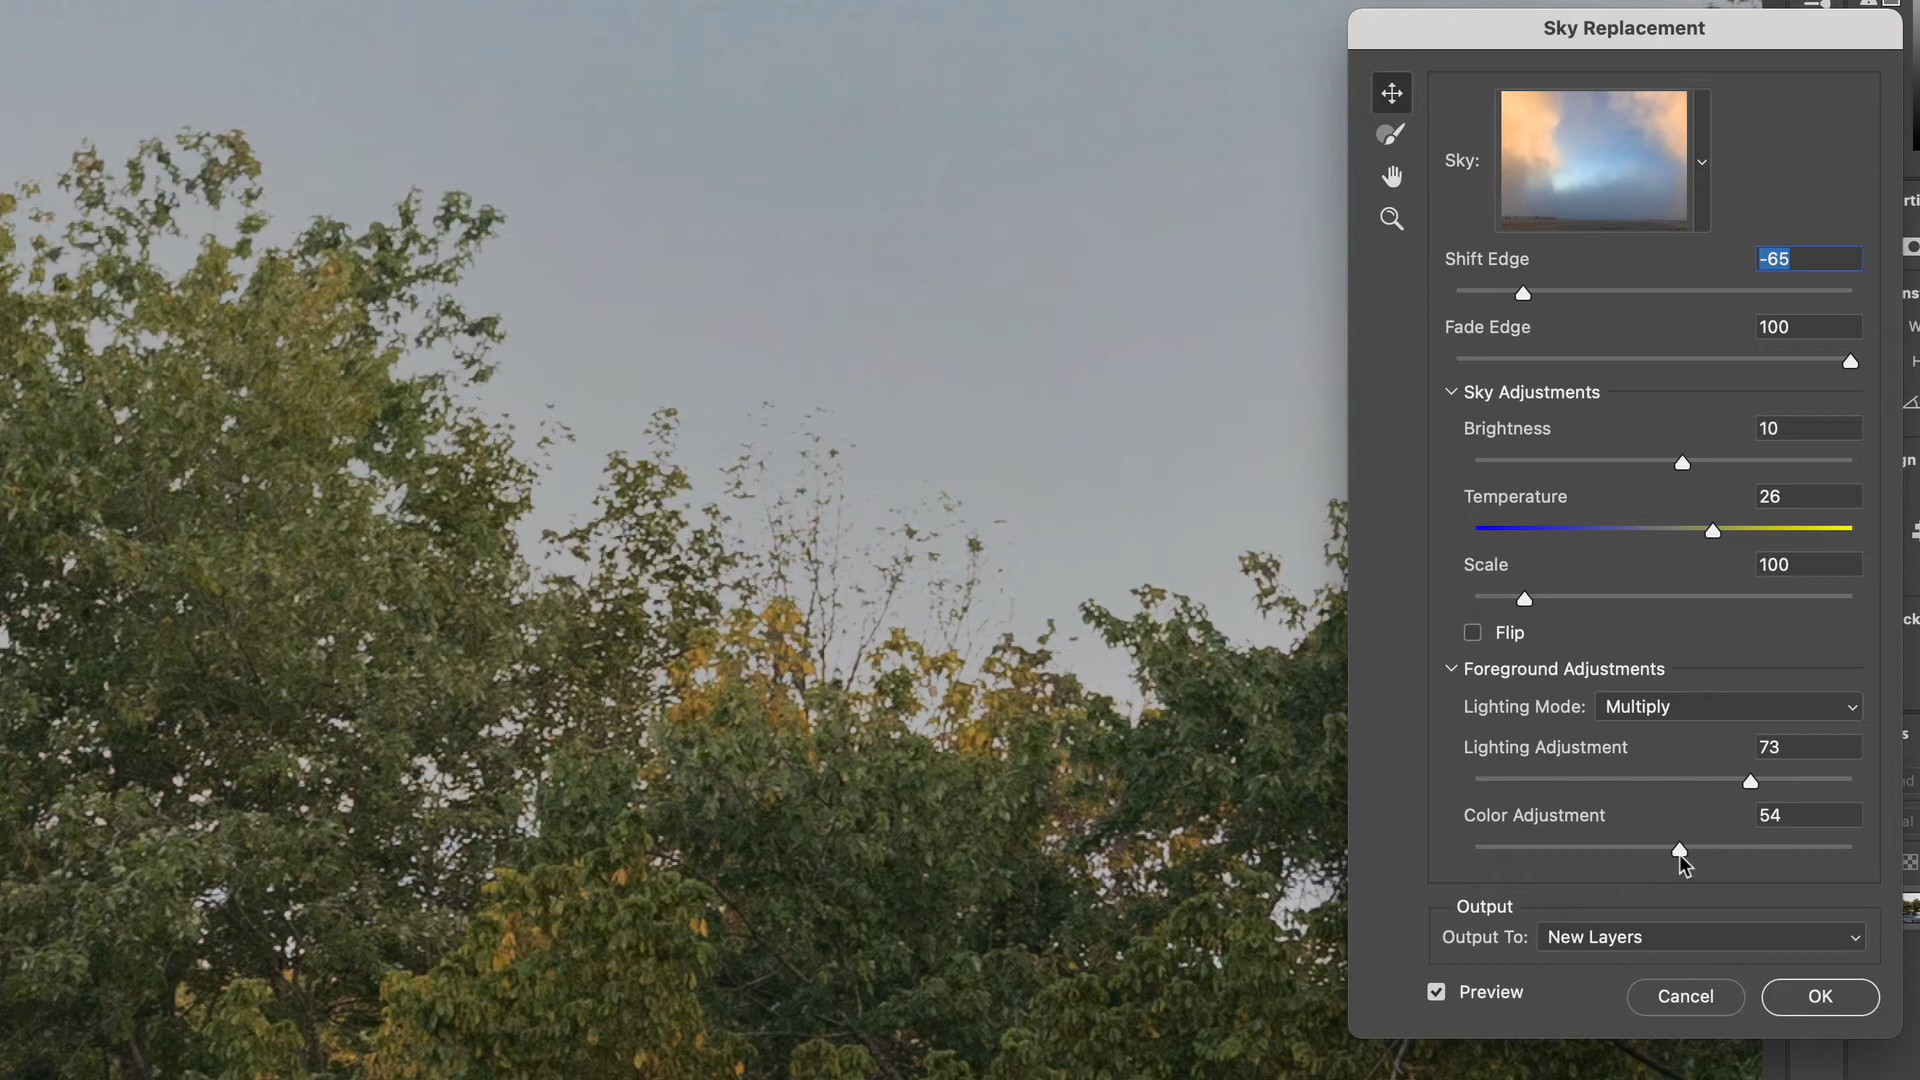 Sky Replacement
Sky:
Shift Edge -65
Fade Edge 100
Sky Adjustments
Brightness 10
Temperature 26
Scale 100
Flip
Foreground Adjustments
Lighting Mode: Multiply
Lighting Adjustment 73
Color Adjustment 54
Output
Output To: New Layers
Preview Cancel OK